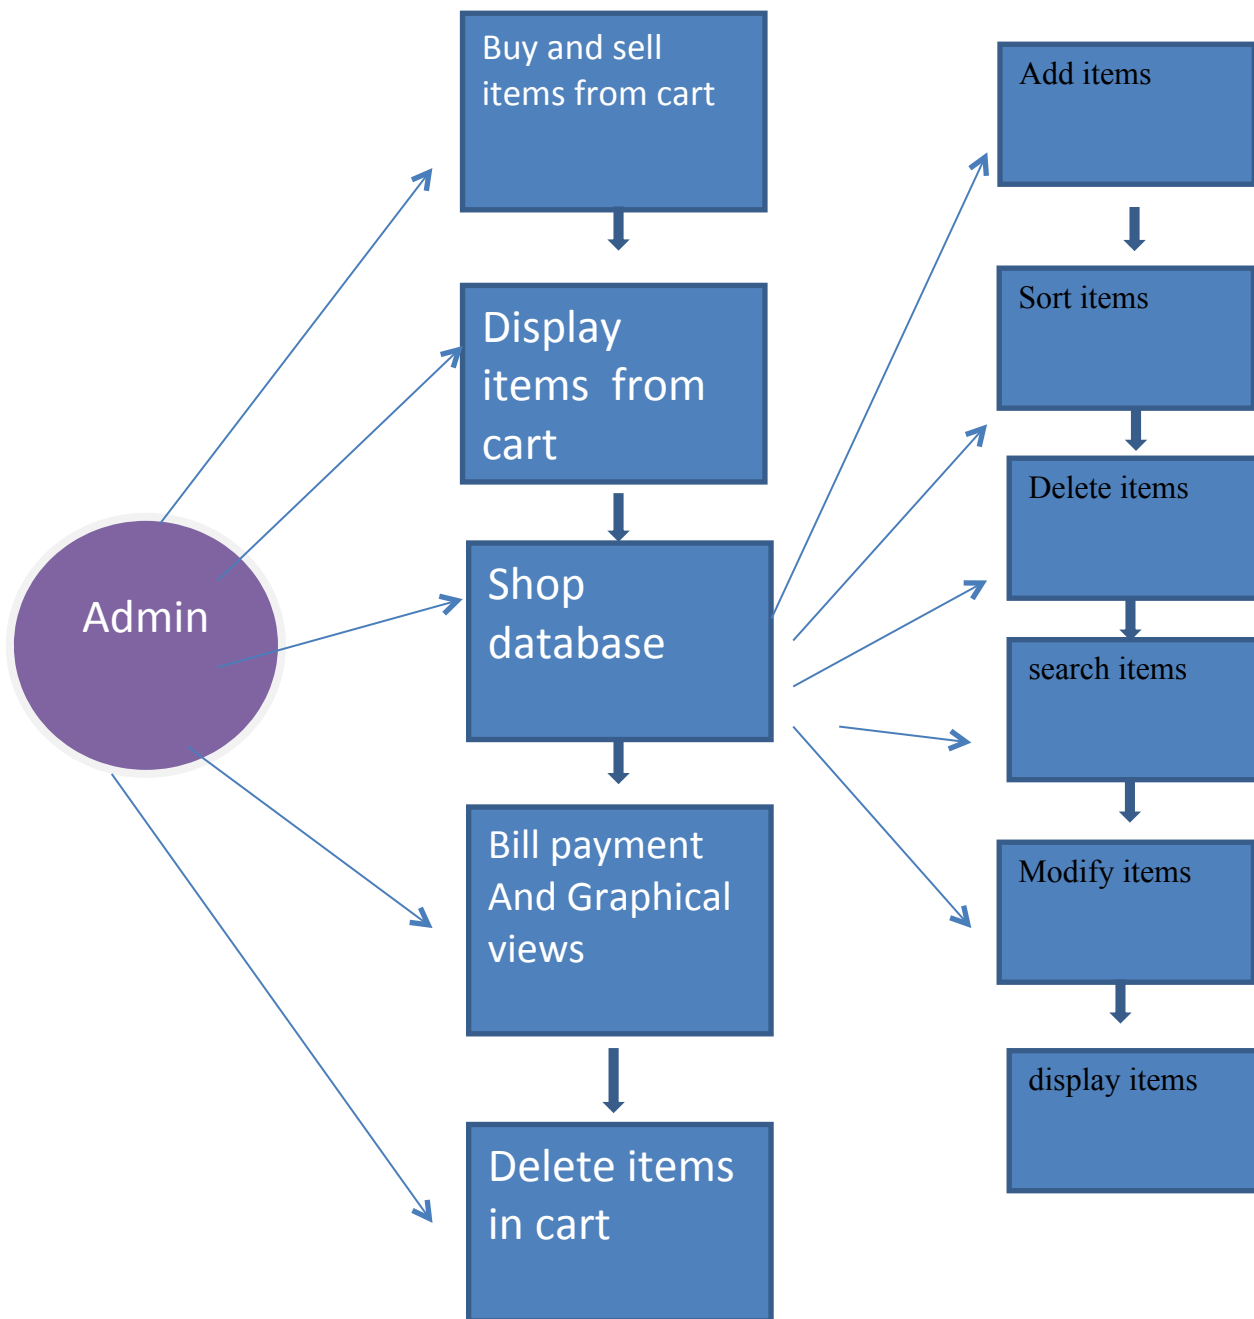 Admin
Buy and sell
items from cart
Display
items  from
cart
Shop
database
Bill payment
And Graphical
views
Delete items
in cart
Add items
Sort items
Delete items
search items
Modify items
display items